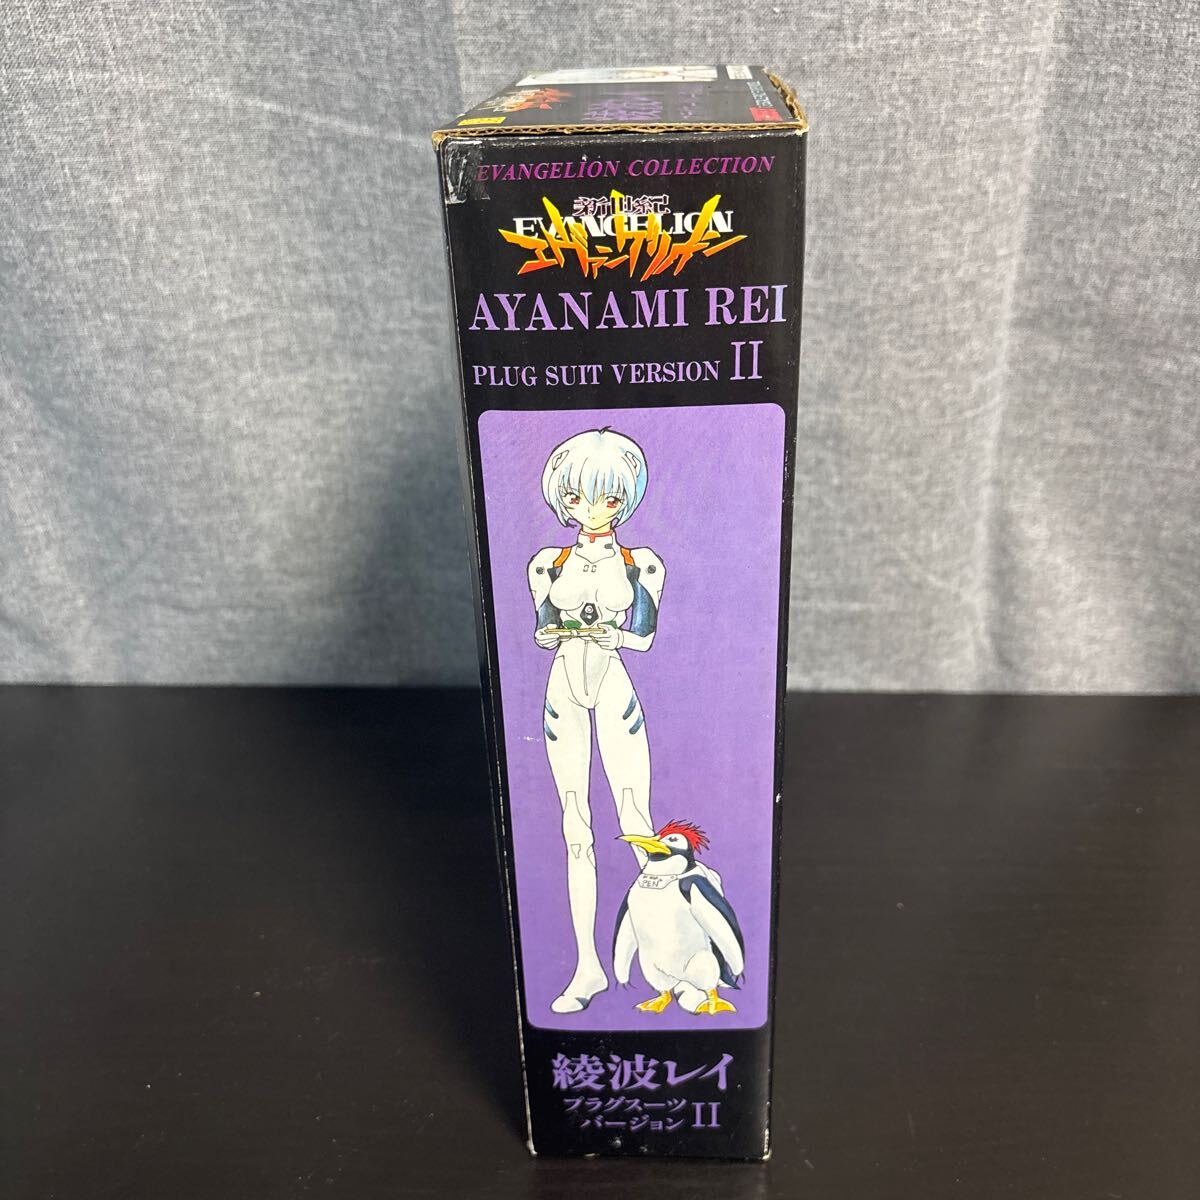 EVANGELION COLLECTION
新世紀
EVANGELION
エヴァンゲリオン
AYANAMI REI
PLUG SUIT VERSION II
PEN²
綾波レイ
プラグスーツ
バージョン II